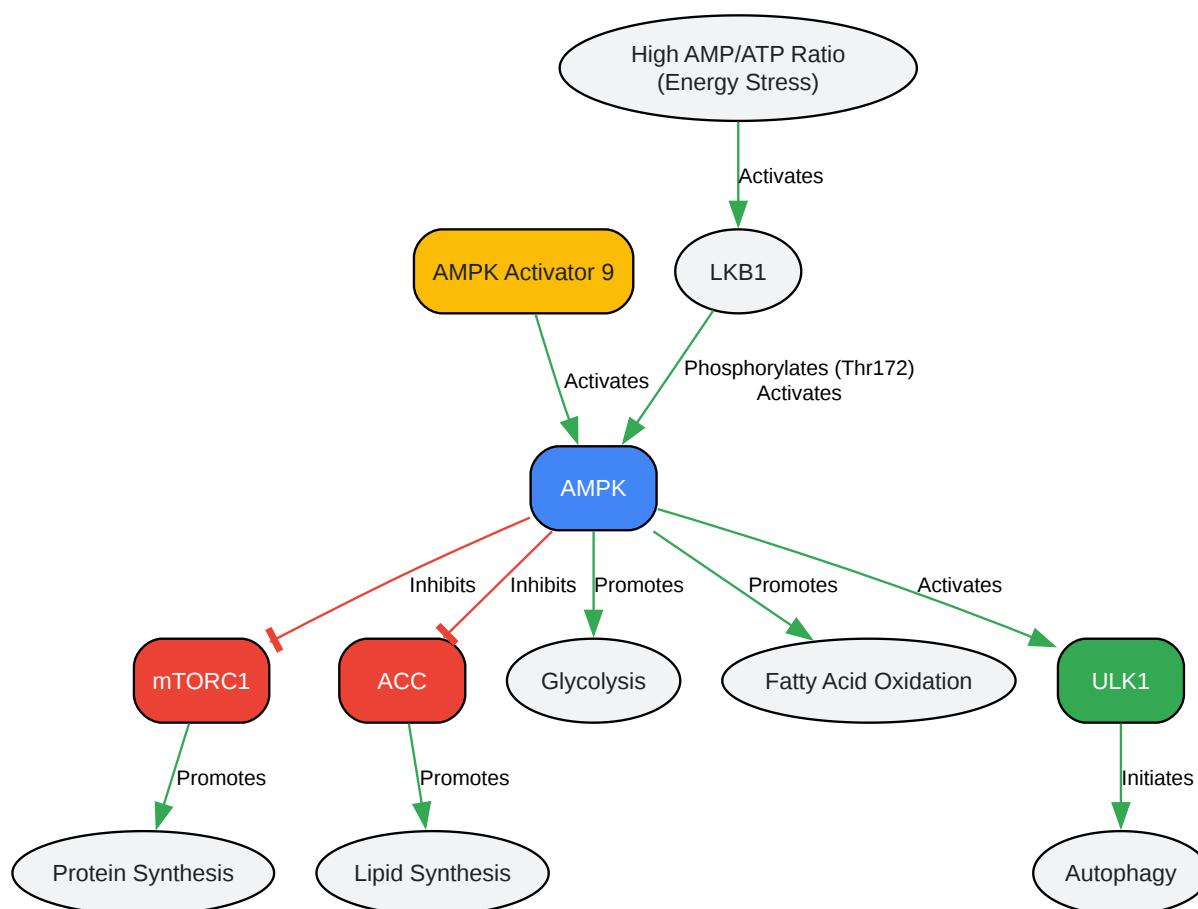 High AMP/ATP Ratio
(Energy Stress)
Activates
AMPK Activator 9
LKB1
Activates
Phosphorylates (Thr172)
Activates
AMPK
Inhibits
Inhibits
Promotes
Promotes
Activates
mTORC1
ACC
Glycolysis
Fatty Acid Oxidation
ULK1
Promotes
Promotes
Initiates
Protein Synthesis
Lipid Synthesis
Autophagy